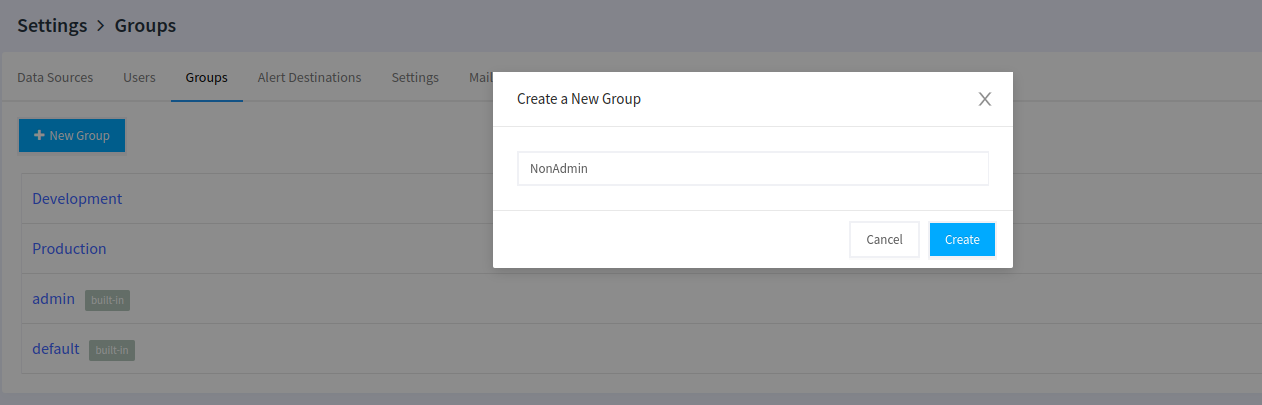 Settings > Groups
Data Sources Users Groups Alert Destinations Settings Mail
Create a New Group
+ New Group
NonAdmin
Development
Cancel Create
Production
admin built-in
default built-in